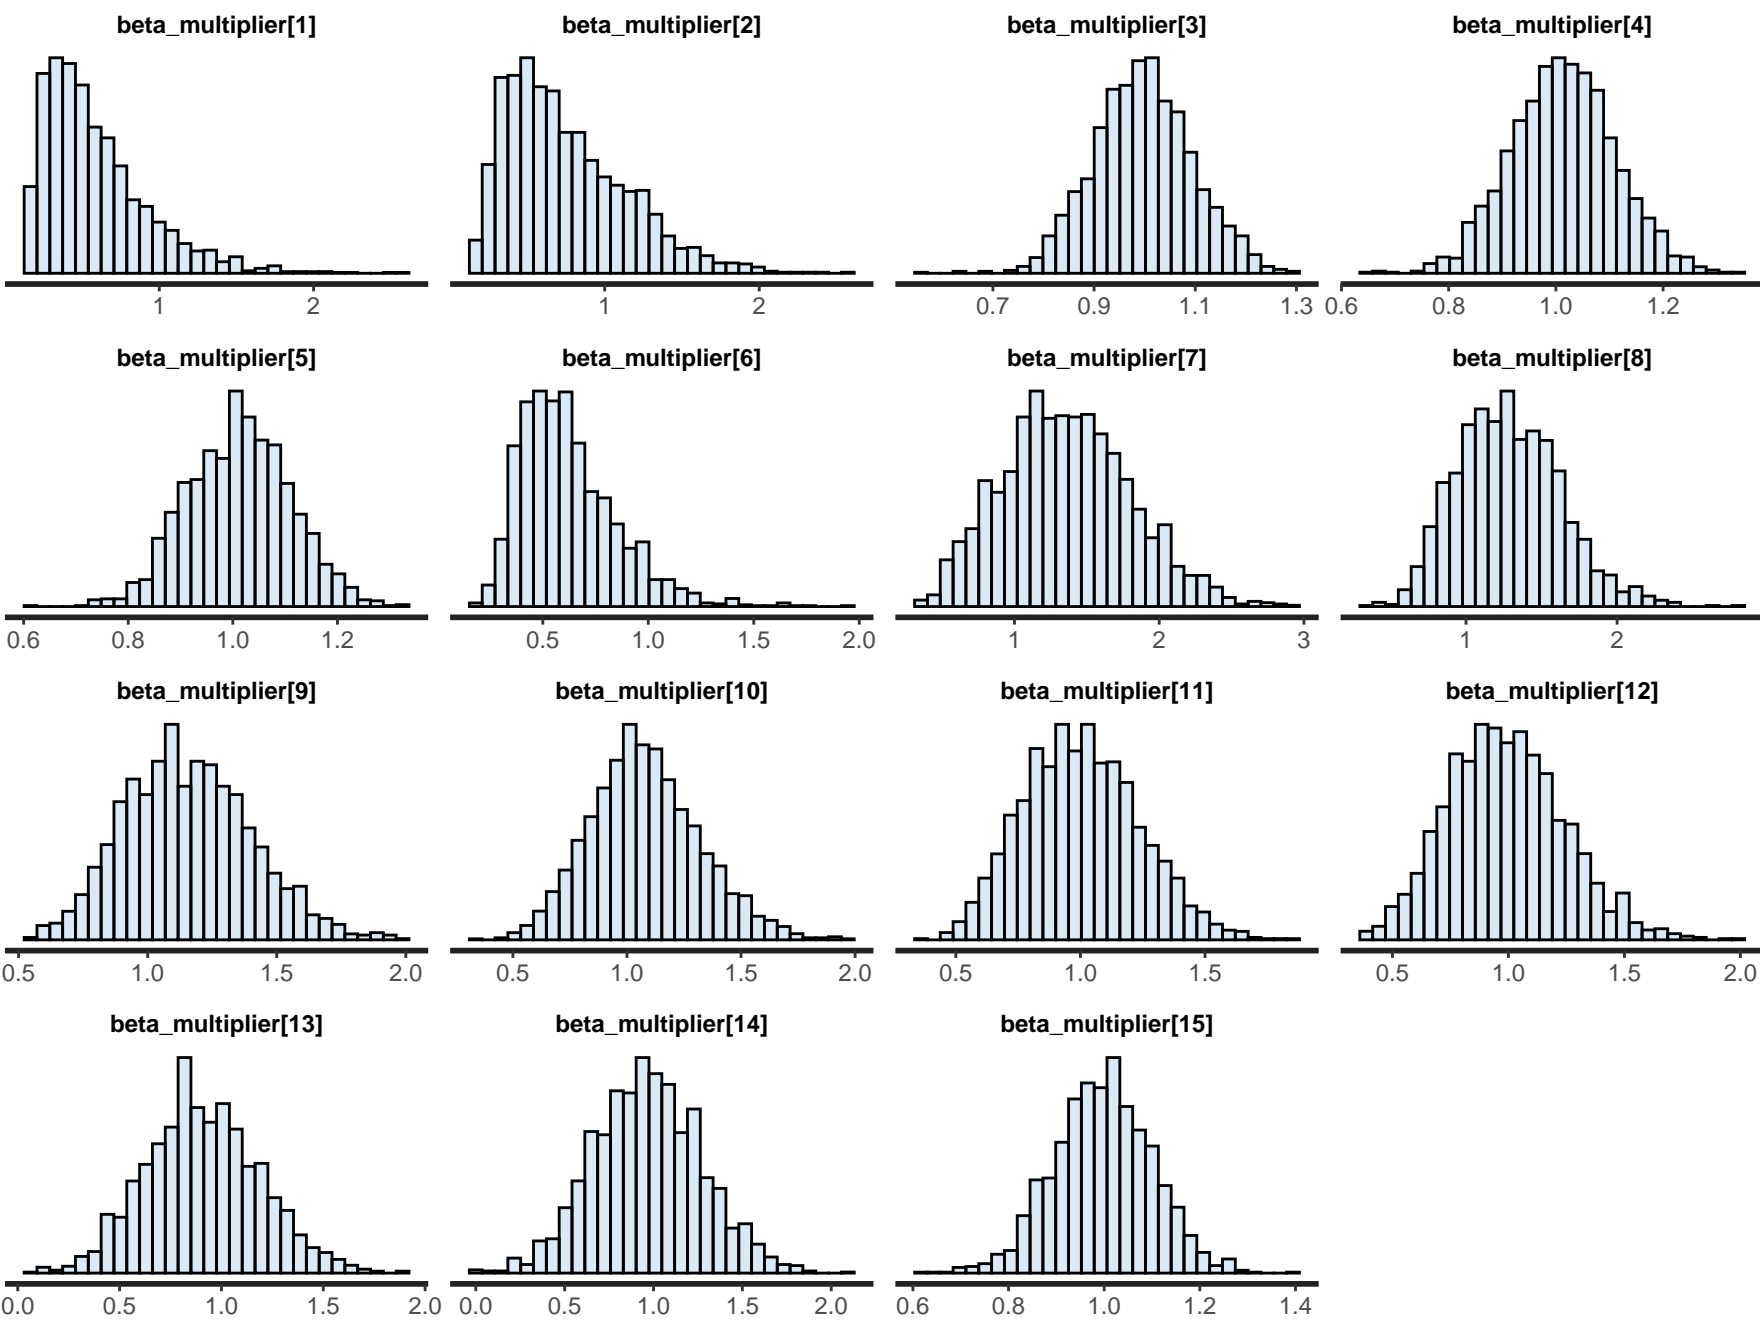 beta_multiplier[1] beta_multiplier[2] beta_multiplier[3] beta_multiplier[4]
1 2 1 2 0.7 0.9 1.1 1.3 0.6 0.8 1.0 1.2
beta_multiplier[5] beta_multiplier[6] beta_multiplier[7] beta_multiplier[8]
0.6 0.8 1.0 1.2 0.5 1.0 1.5 2.0 1 2 3 1 2
beta_multiplier[9] beta_multiplier[10] beta_multiplier[11] beta_multiplier[12]
0.5 1.0 1.5 2.0 0.5 1.0 1.5 2.0 0.5 1.0 1.5 0.5 1.0 1.5 2.0
beta_multiplier[13] beta_multiplier[14] beta_multiplier[15]
0.0 0.5 1.0 1.5 2.0 0.0 0.5 1.0 1.5 2.0 0.6 0.8 1.0 1.2 1.4